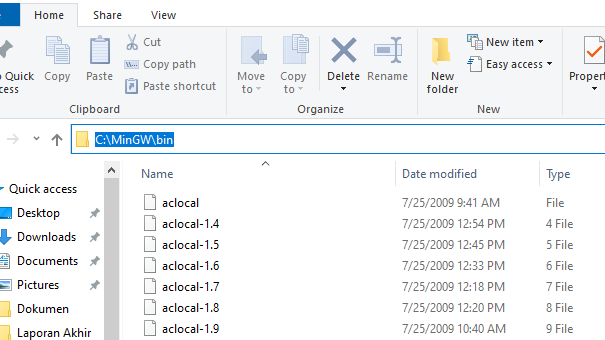 Home Share View
to Quick
access
Copy
Paste
Cut
Copy path
Paste shortcut
Clipboard
Move
to
Copy
to
Delete
Rename
Organize
New
folder
New item
Easy access
New
Propert
C:\MinGW\bin
Name Date modified Type
Quick access
Desktop
Downloads
Documents
Pictures
Dokumen
Laporan Akhir
aclocal 7/25/2009 9:41 AM File
aclocal-1.4 7/25/2009 12:54 PM 4 File
aclocal-1.5 7/25/2009 12:45 PM 5 File
aclocal-1.6 7/25/2009 12:33 PM 6 File
aclocal-1.7 7/25/2009 12:18 PM 7 File
aclocal-1.8 7/25/2009 12:20 PM 8 File
aclocal-1.9 7/25/2009 10:40 AM 9 File